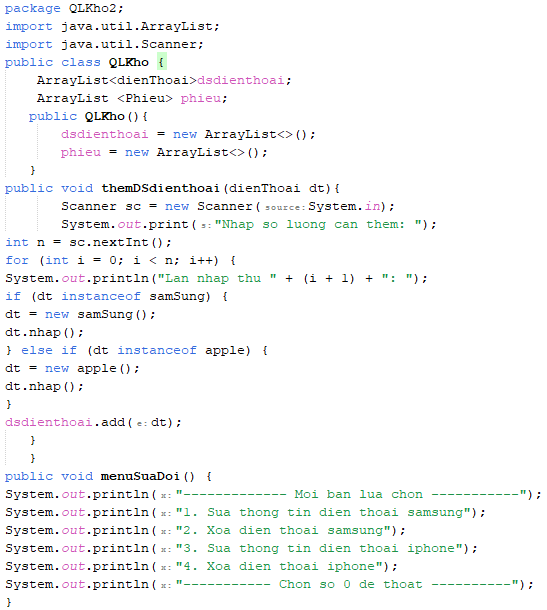 package QLKho2;
import java.util.ArrayList;
import java.util.Scanner;
public class QLKho {
ArrayList<dienThoai>dsdienthoai;
ArrayList <Phieu> phieu;
public QLKho(){
dsdienthoai = new ArrayList<>();
phieu = new ArrayList<>();
}
public void themDSdienthoai(dienThoai dt){
Scanner sc = new Scanner(source:System.in);
System.out.print(s:"Nhap so luong can them: ");
int n = sc.nextInt();
for (int i = 0; i < n; i++) {
System.out.println("Lan nhap thu " + (i + 1) + ": ");
if (dt instanceof samSung) {
dt = new samSung();
dt.nhap();
} else if (dt instanceof apple) {
dt = new apple();
dt.nhap();
}
dsdienthoai.add(e:dt);
}
}
public void menuSuaDoi() {
System.out.println(x:"------------- Moi ban lua chon -----------");
System.out.println(x:"1. Sua thong tin dien thoai samsung");
System.out.println(x:"2. Xoa dien thoai samsung");
System.out.println(x:"3. Sua thong tin dien thoai iphone");
System.out.println(x:"4. Xoa dien thoai iphone");
System.out.println(x:"----------- Chon so 0 de thoat ----------");
}